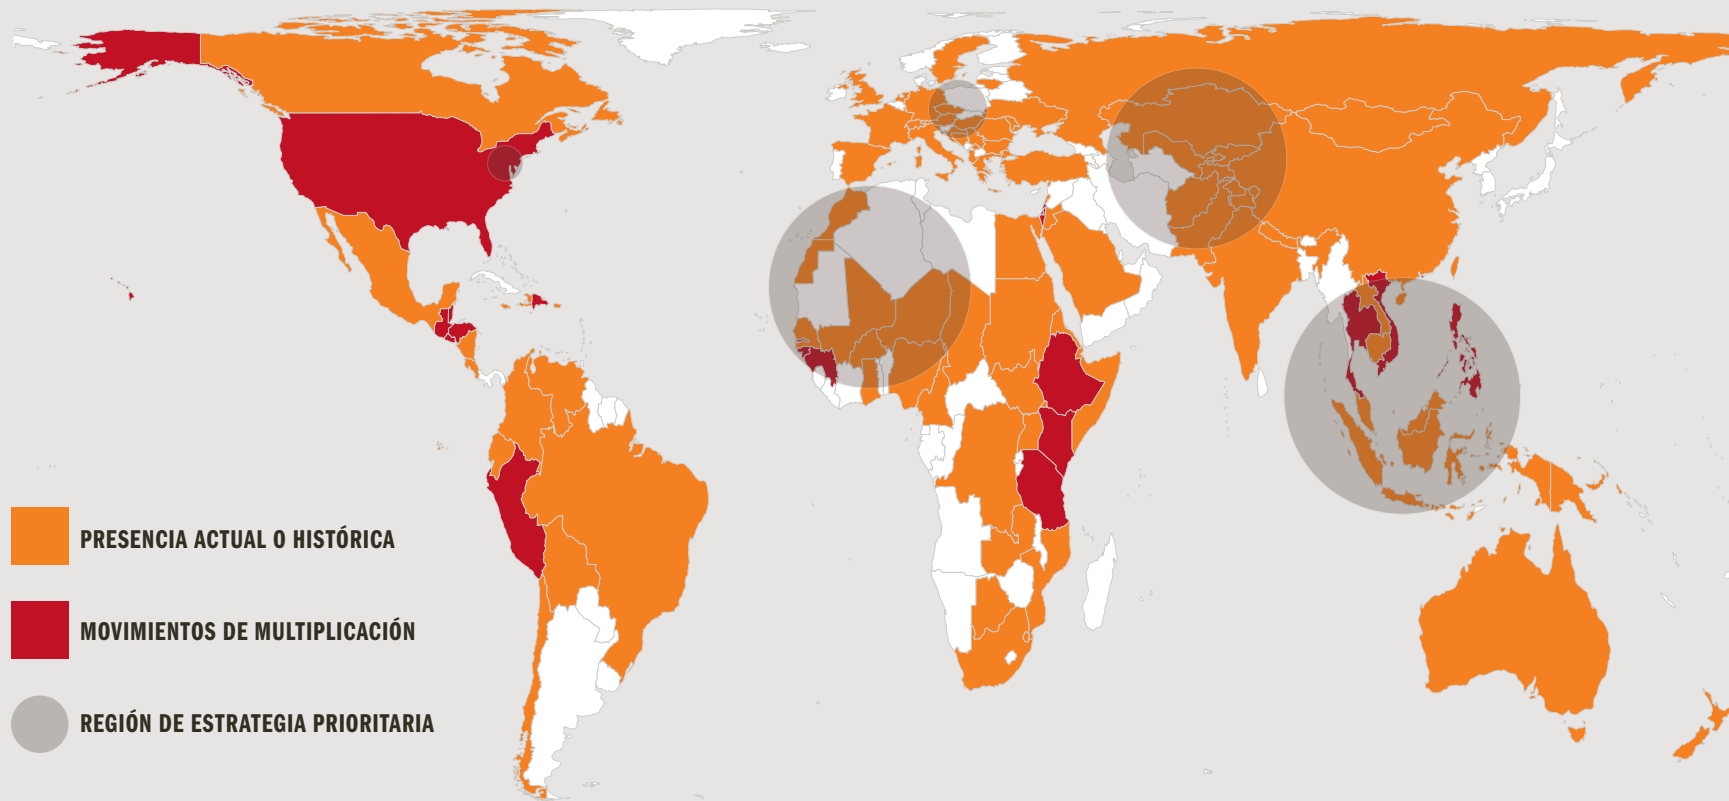 PRESENCIA ACTUAL O HISTÓRICA
MOVIMIENTOS DE MULTIPLICACIÓN
REGIÓN DE ESTRATEGIA PRIORITARIA